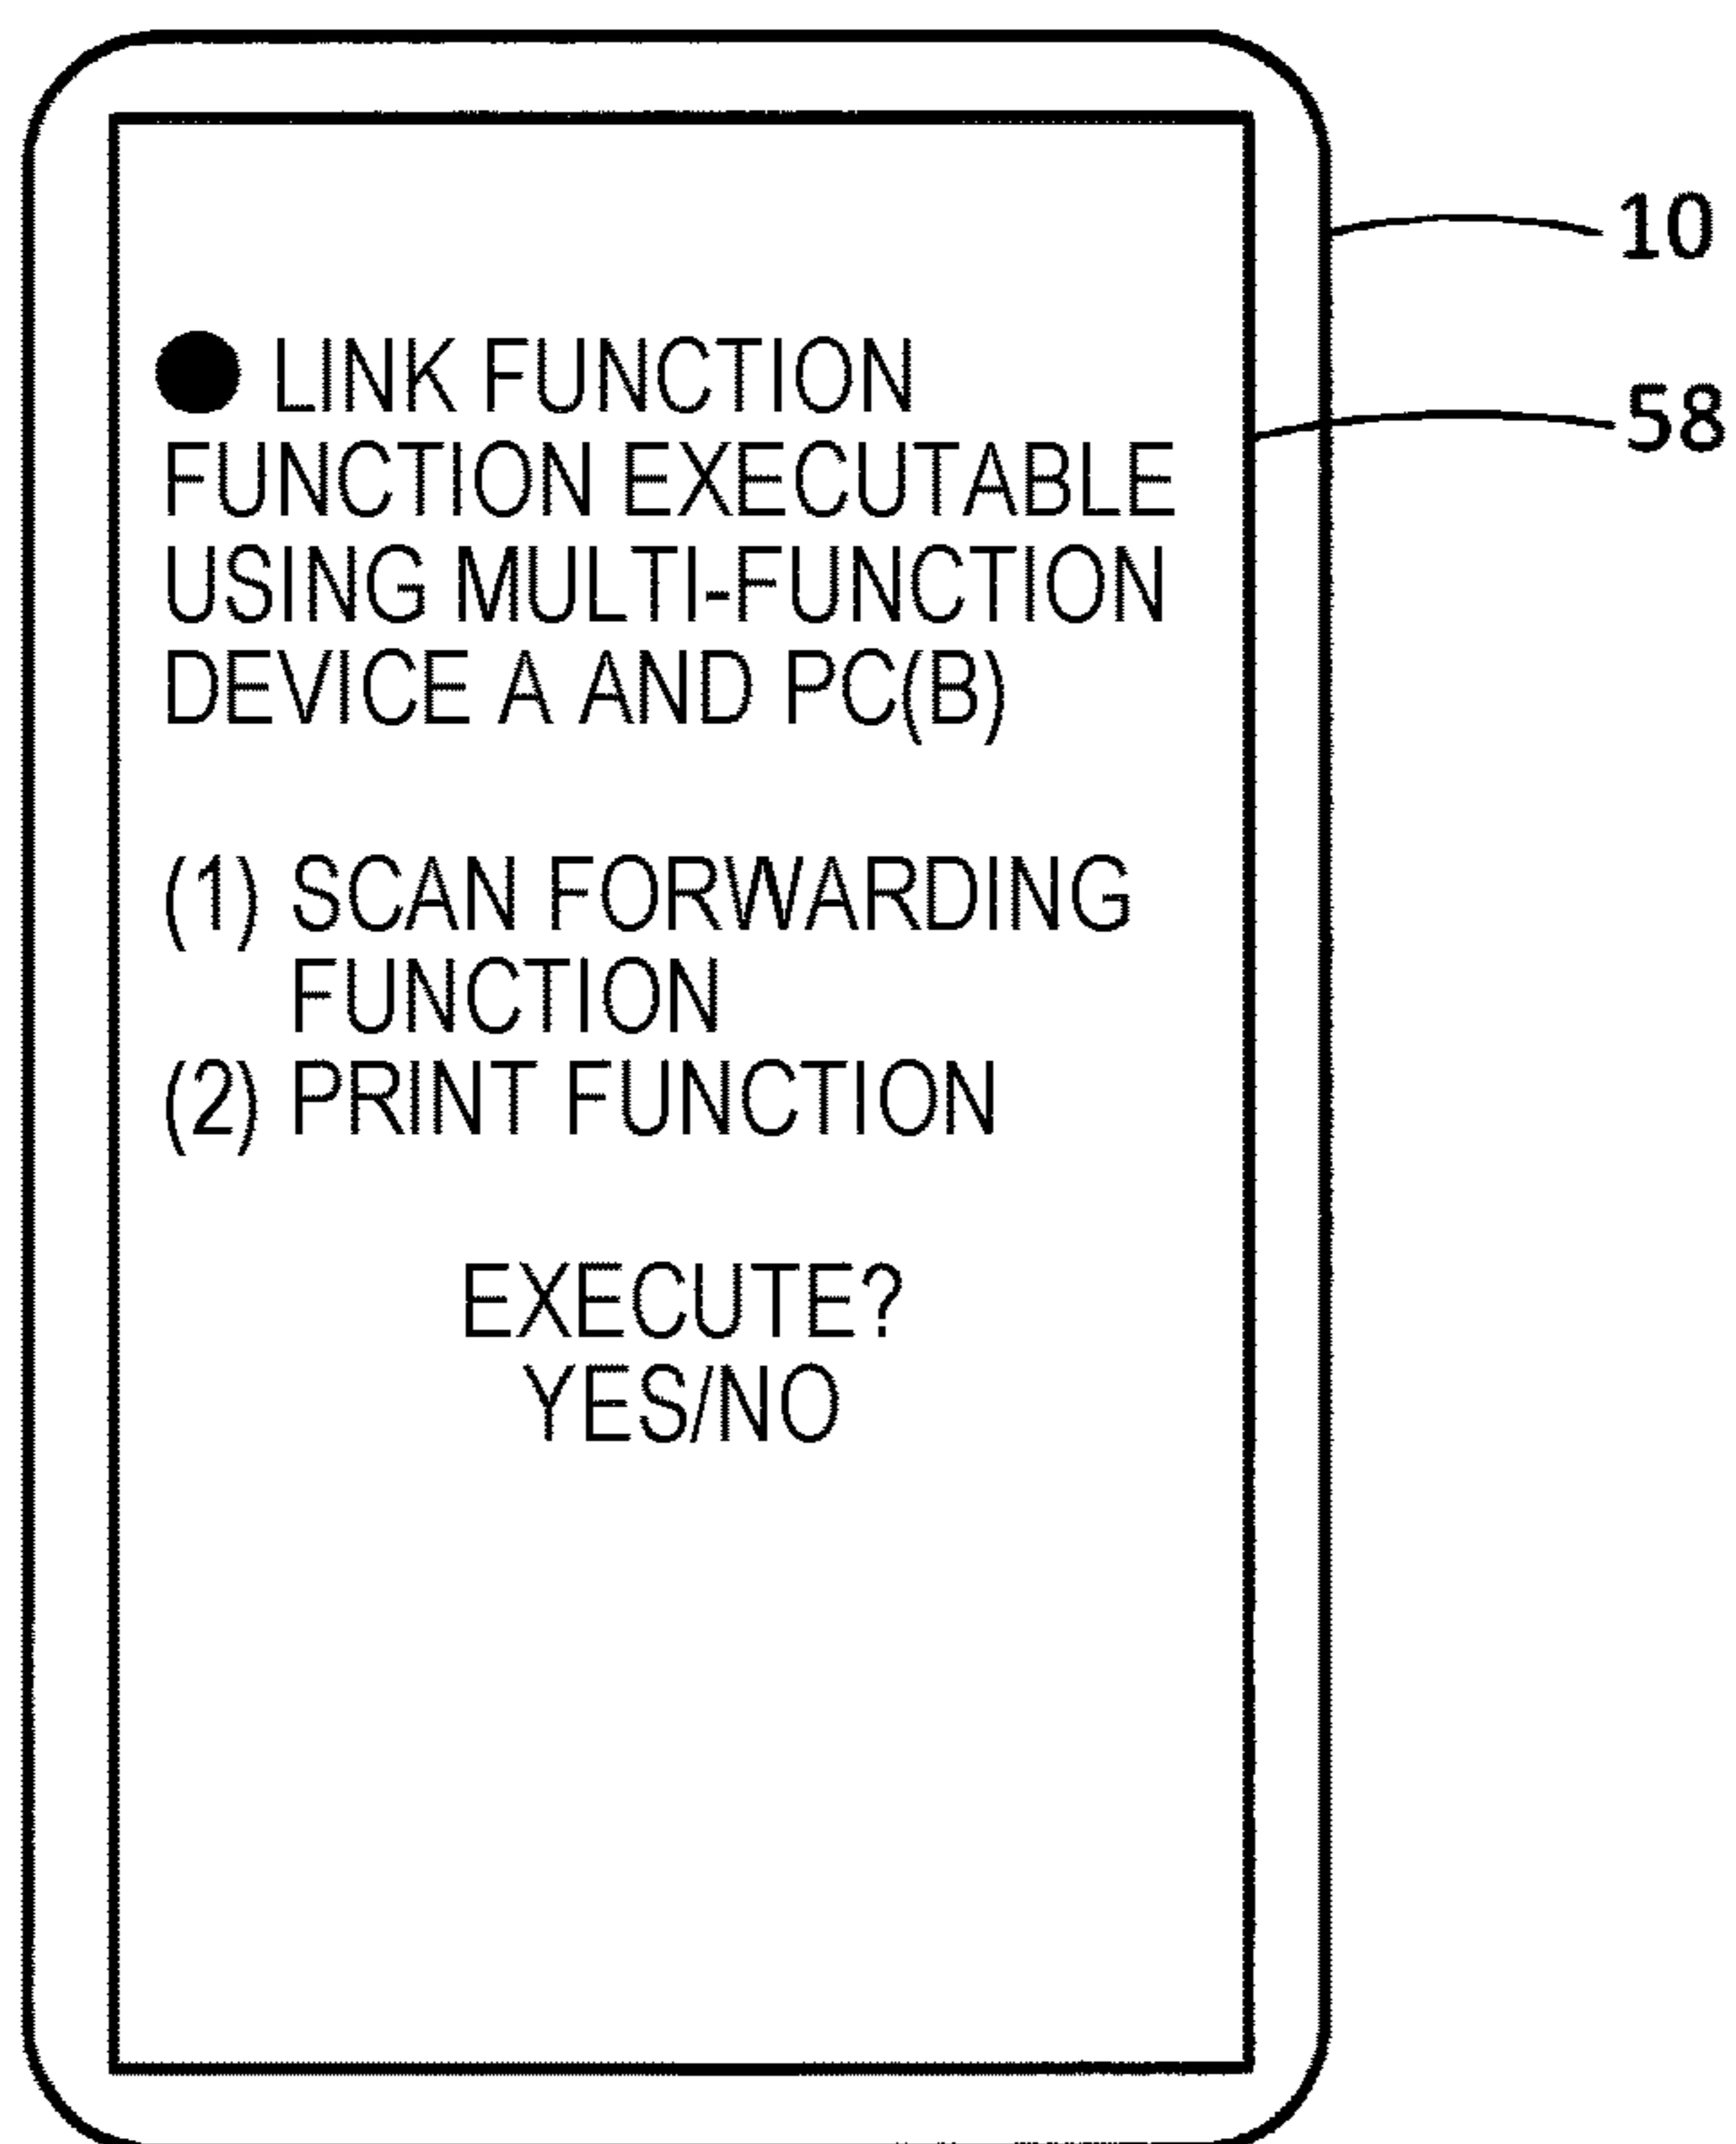 10
58
● LINK FUNCTION
FUNCTION EXECUTABLE
USING MULTI-FUNCTION
DEVICE A AND PC(B)
(1) SCAN FORWARDING
FUNCTION
(2) PRINT FUNCTION
EXECUTE?
YES/NO